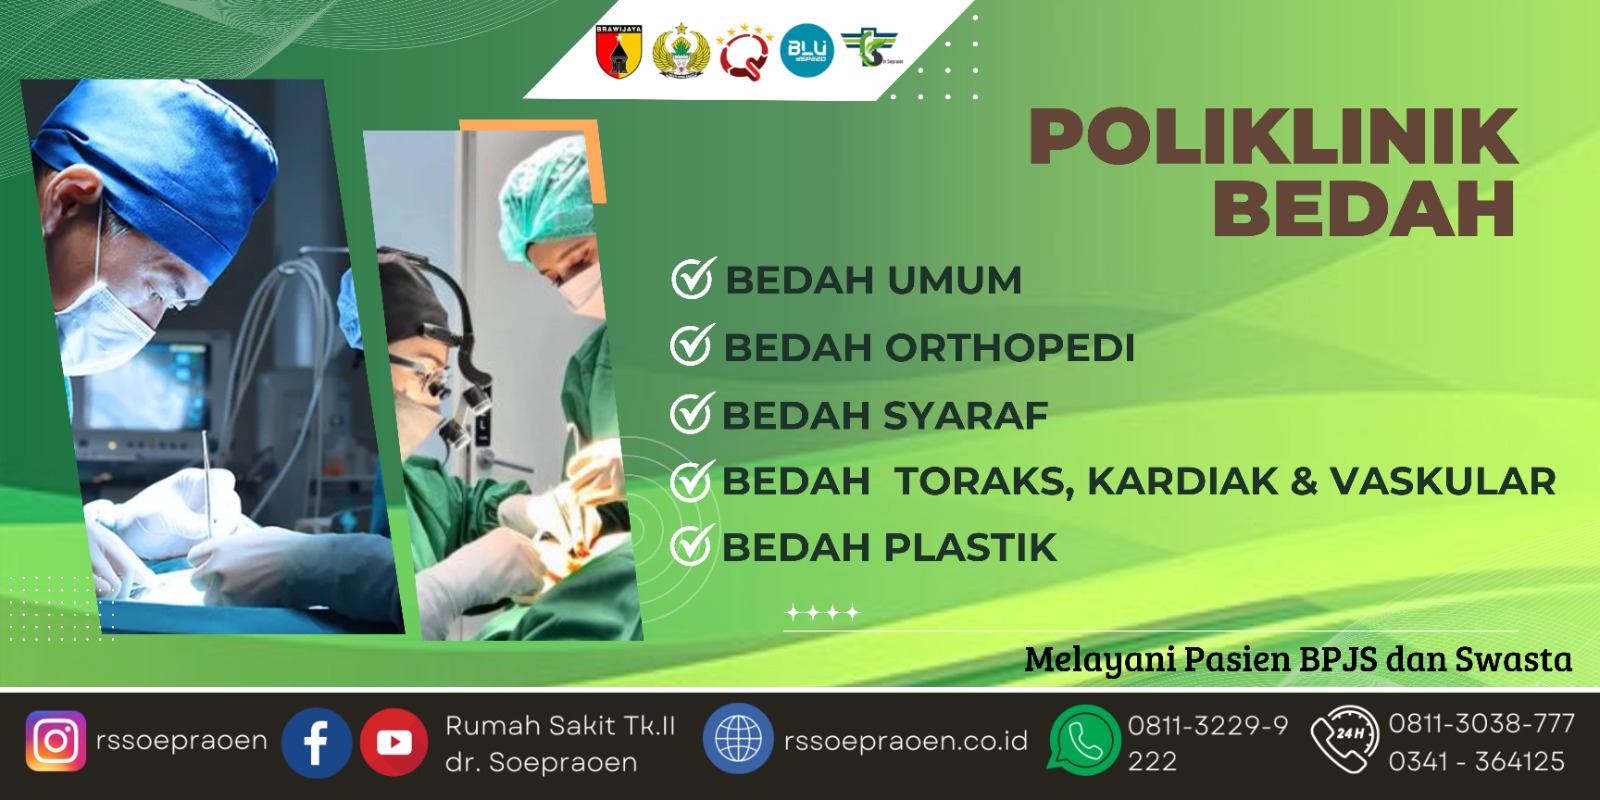 BRAWIJAYA
BLU
SPEED
POLIKLINIK
BEDAH
BEDAH UMUM
BEDAH ORTHOPEDI
BEDAH SYARAF
BEDAH TORAKS, KARDIAK & VASKULAR
BEDAH PLASTIK
Melayani Pasien BPJS dan Swasta
rssoepraoen
Rumah Sakit Tk.II
dr. Soepraoen
rssoepraoen.co.id
0811-3229-9
222
24H
0811-3038-777
0341 - 364125